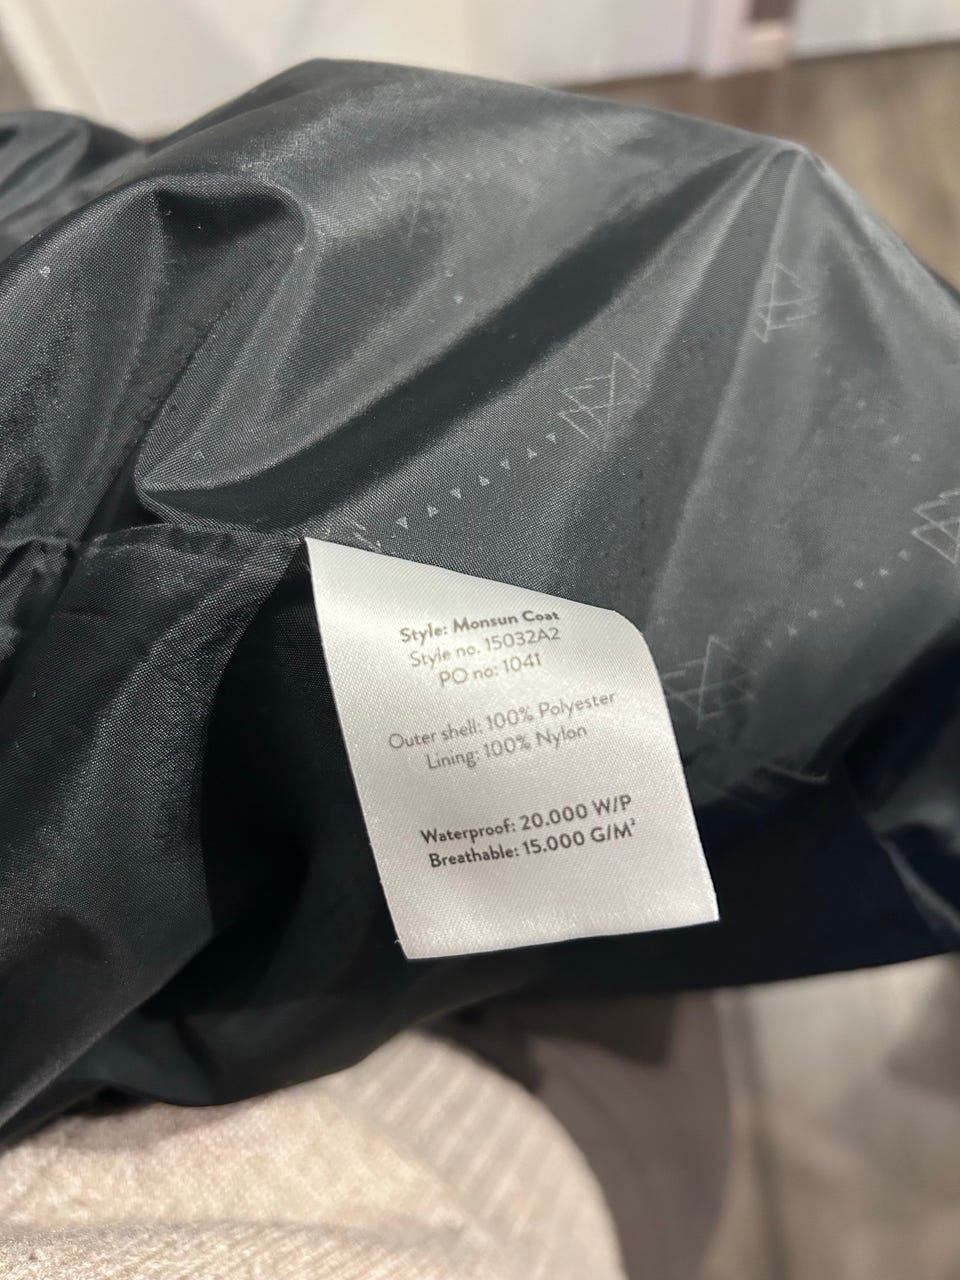 Style: Monsun Coat
Style no. 15032A2
PO no: 1041
Outer shell: 100% Polyester
Lining: 100% Nylon
Waterproof: 20.000 W/P
Breathable: 15.000 G/M²